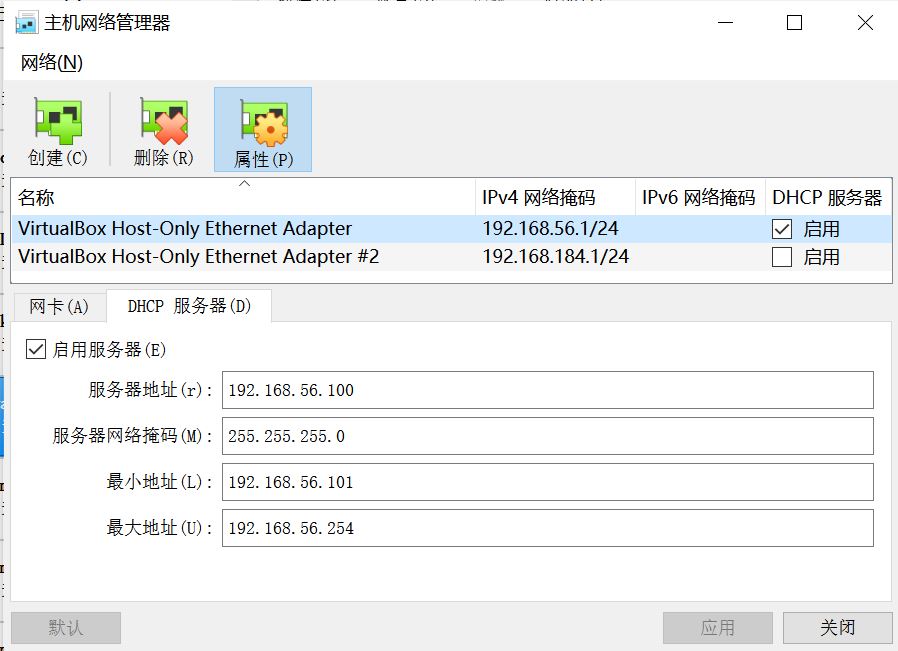 主机网络管理器
网络(N)
创建(C) 删除(R) 属性(P)
名称 IPv4 网络掩码 IPv6 网络掩码 DHCP 服务器
VirtualBox Host-Only Ethernet Adapter 192.168.56.1/24 启用
VirtualBox Host-Only Ethernet Adapter #2 192.168.184.1/24 启用
网卡(A) DHCP 服务器(D)
启用服务器(E)
服务器地址(r): 192.168.56.100
服务器网络掩码(M): 255.255.255.0
最小地址(L): 192.168.56.101
最大地址(U): 192.168.56.254
默认 应用 关闭